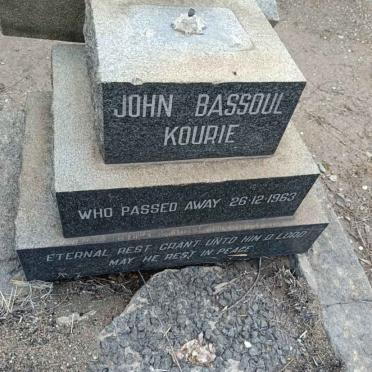 JOHN BASSOUL
KOURIE
WHO PASSED AWAY 26-12-1963
ETERNAL REST GRANT UNTO HIM O LORD
MAY HE REST IN PEACE